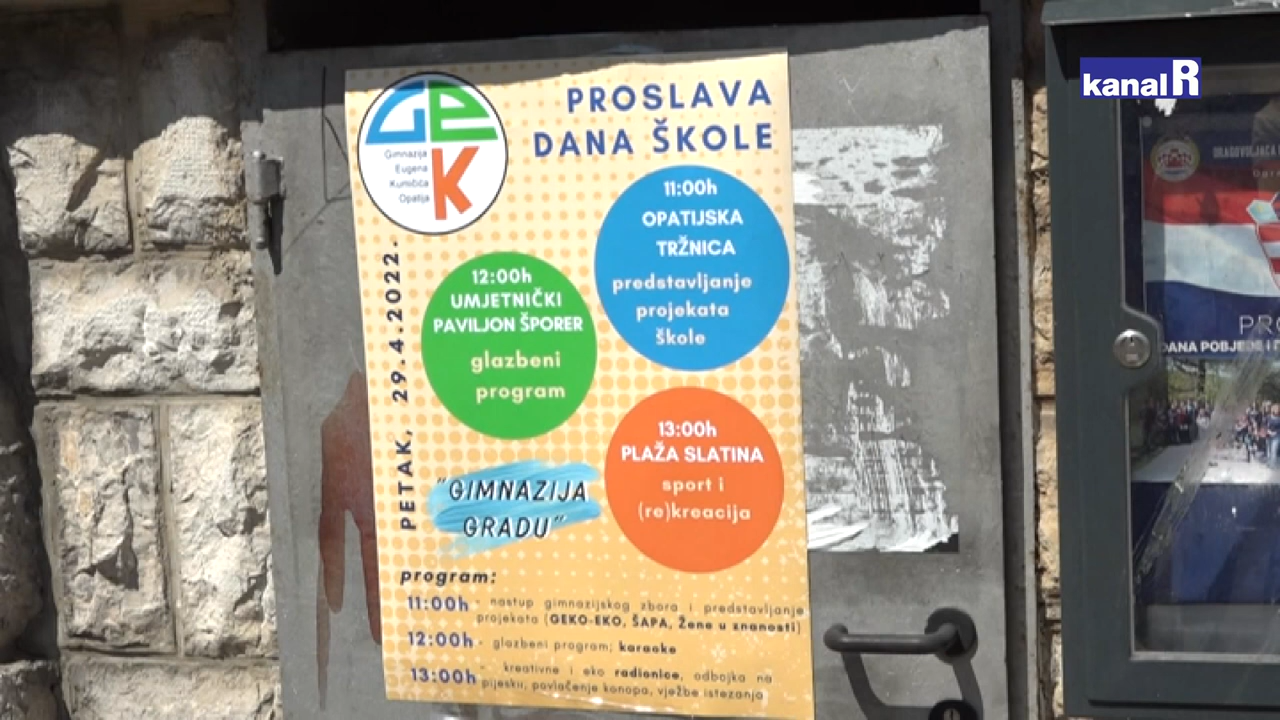 kanal R
GEK
Gimnazija
Eugena
Kumičića
Opatija
PROSLAVA
DANA ŠKOLE
PETAK, 29.4.2022.
11:00h
OPATIJSKA
TRŽNICA
predstavljanje
projekata
škole
12:00h
UMJETNIČKI
PAVILJON ŠPORER
glazbeni
program
13:00h
PLAŽA SLATINA
sport i
(re)kreacija
"GIMNAZIJA
GRADU"
program:
11:00h - nastup gimnazijskog zbora i predstavljanje
projekata (GEKO-EKO, ŠAPA, Žene u znanosti)
12:00h - glazbeni program; karaoke
13:00h - kreativne i eko radionice, odbojka na
pijesku, povlačenje konopa, vježbe istezanja
DANA POBJEDE I